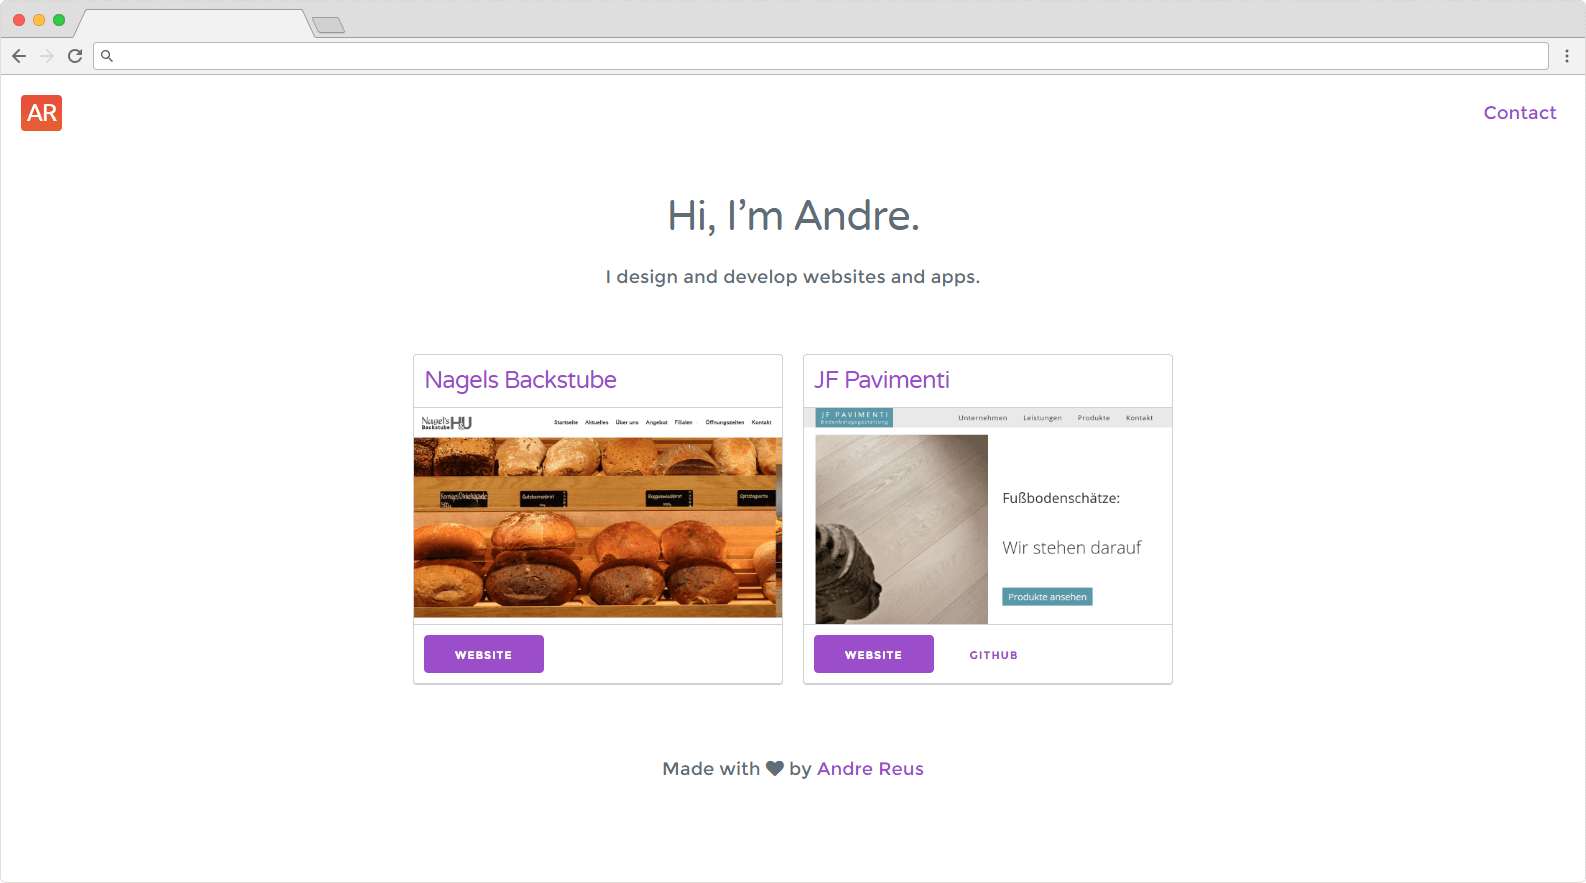 AR
Contact
Hi, I’m Andre.
I design and develop websites and apps.
Nagels Backstube
Nagel's
Backstube
Startseite Aktuelles Über uns Angebot Filialen Öffnungszeiten Kontakt
WEBSITE
JF Pavimenti
JF PAVIMENTI
Unternehmen Leistungen Produkte Kontakt
Fußbodenschätze:
Wir stehen darauf
Produkte ansehen
WEBSITE GITHUB
Made with ♥ by Andre Reus